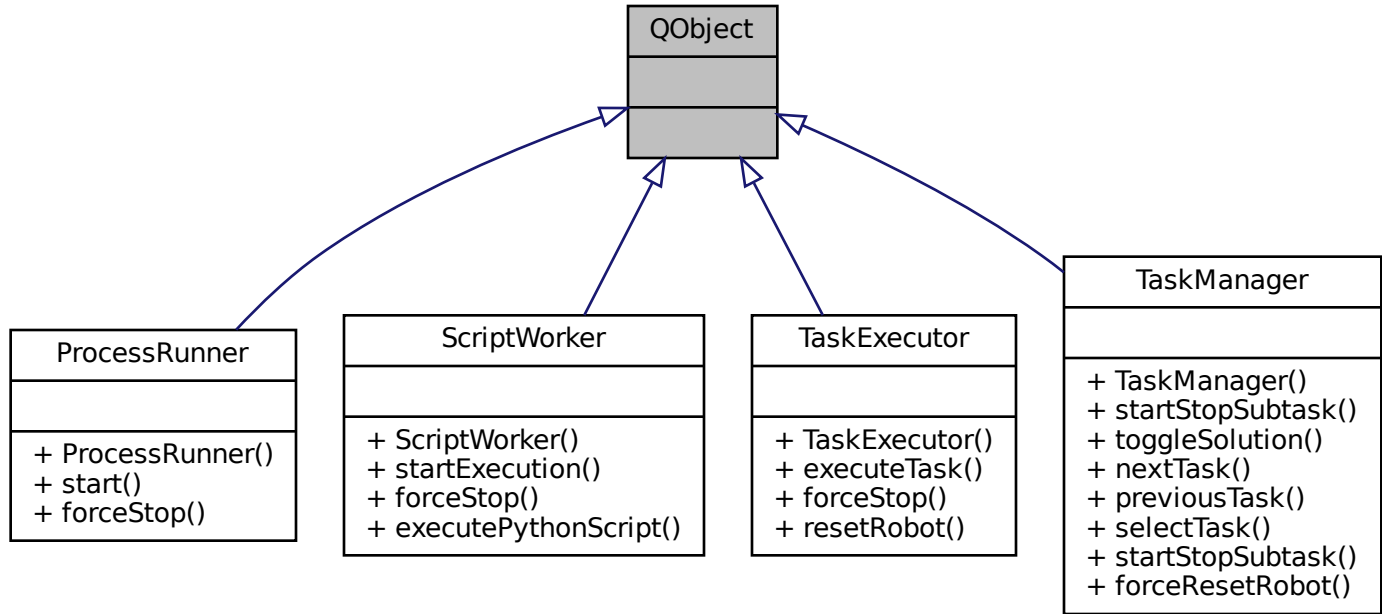 QObject
ProcessRunner
+ ProcessRunner()
+ start()
+ forceStop()
ScriptWorker
+ ScriptWorker()
+ startExecution()
+ forceStop()
+ executePythonScript()
TaskExecutor
+ TaskExecutor()
+ executeTask()
+ forceStop()
+ resetRobot()
TaskManager
+ TaskManager()
+ startStopSubtask()
+ toggleSolution()
+ nextTask()
+ previousTask()
+ selectTask()
+ startStopSubtask()
+ forceResetRobot()